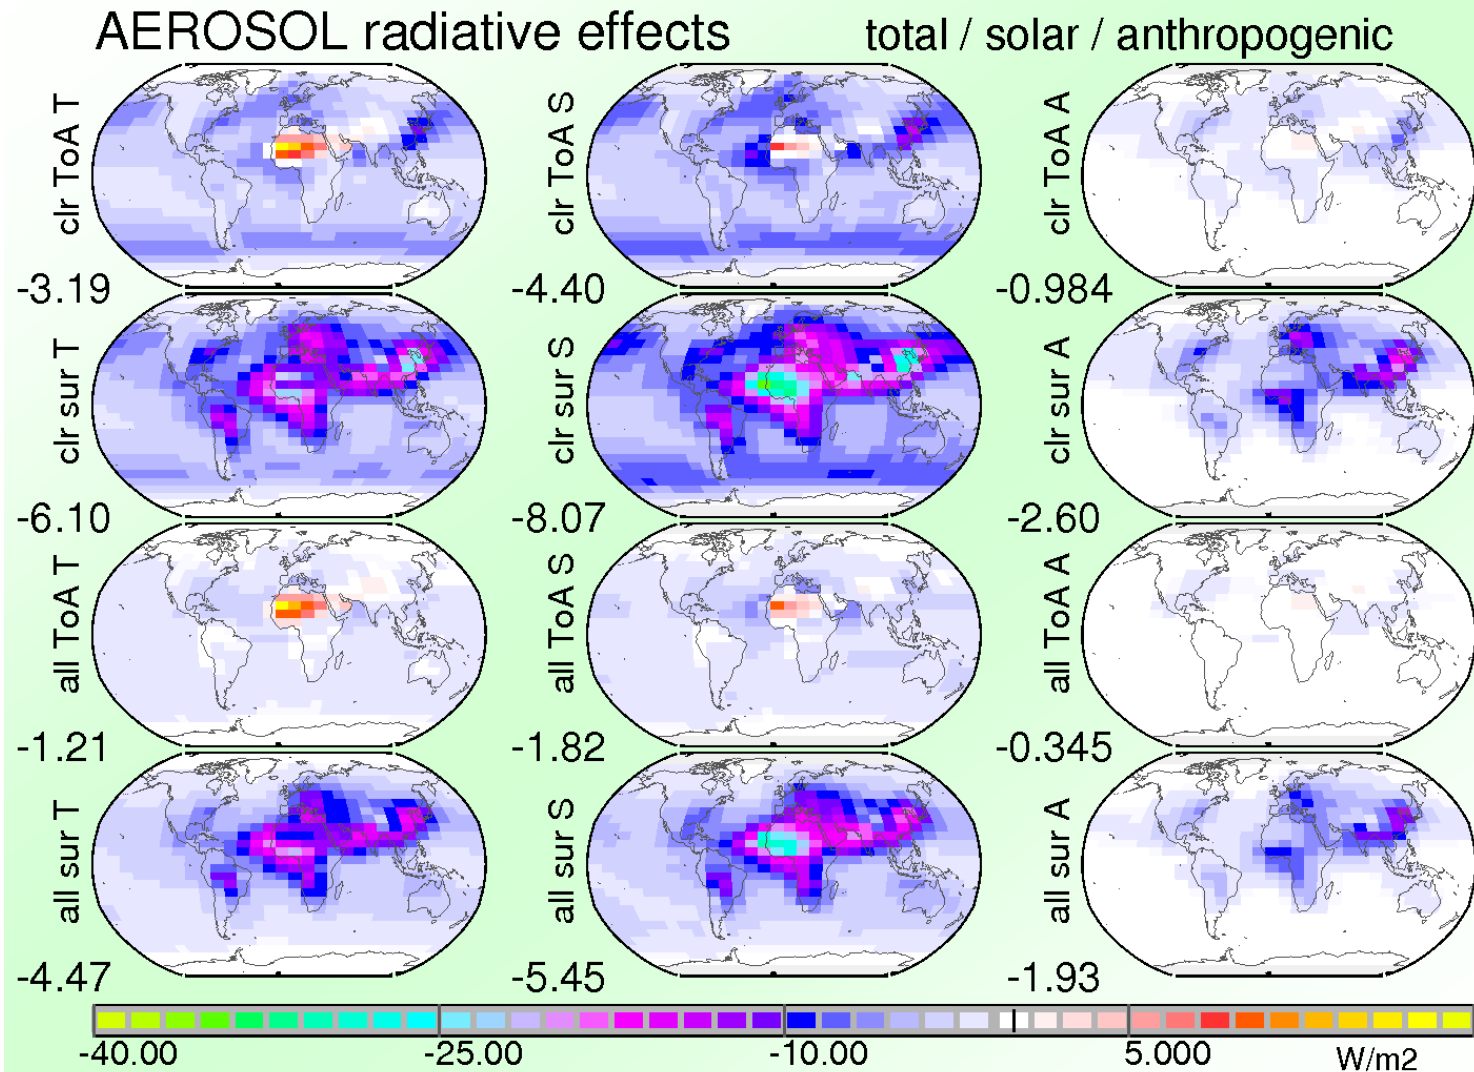 AEROSOL radiative effects total / solar / anthropogenic
clr ToA T clr ToA S clr ToA A
-3.19 -4.40 -0.984
clr sur T clr sur S clr sur A
-6.10 -8.07 -2.60
all ToA T all ToA S all ToA A
-1.21 -1.82 -0.345
all sur T all sur S all sur A
-4.47 -5.45 -1.93
-40.00 -25.00 -10.00 5.000 W/m2